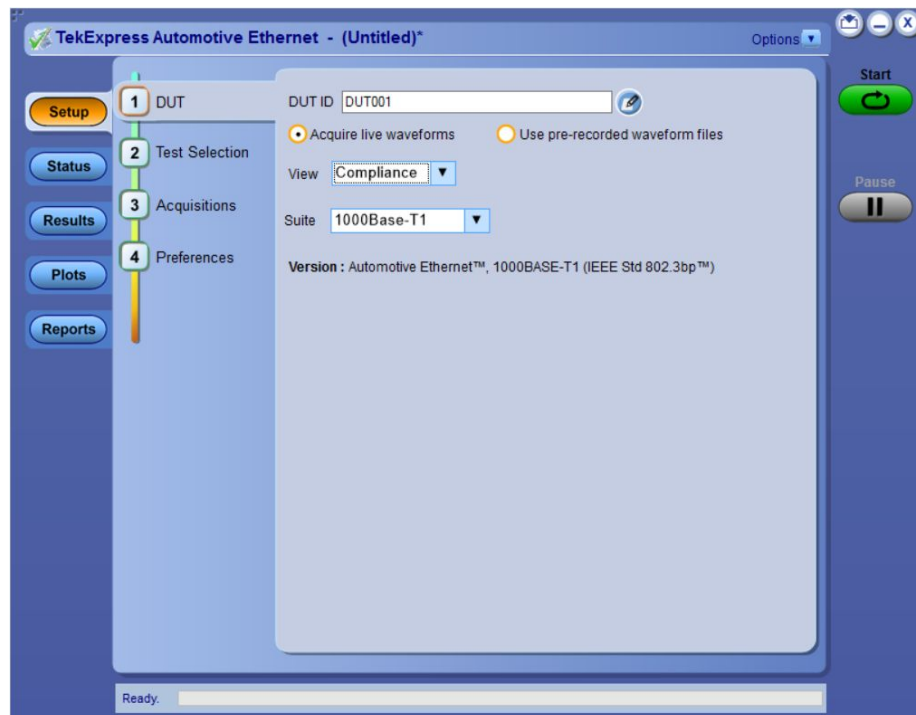 TekExpress Automotive Ethernet - (Untitled)*
Options
Start
Pause
Setup
Status
Results
Plots
Reports
1 DUT
2 Test Selection
3 Acquisitions
4 Preferences
DUT ID DUT001
Acquire live waveforms
Use pre-recorded waveform files
View Compliance
Suite 1000Base-T1
Version : Automotive Ethernet™, 1000BASE-T1 (IEEE Std 802.3bp™)
Ready.